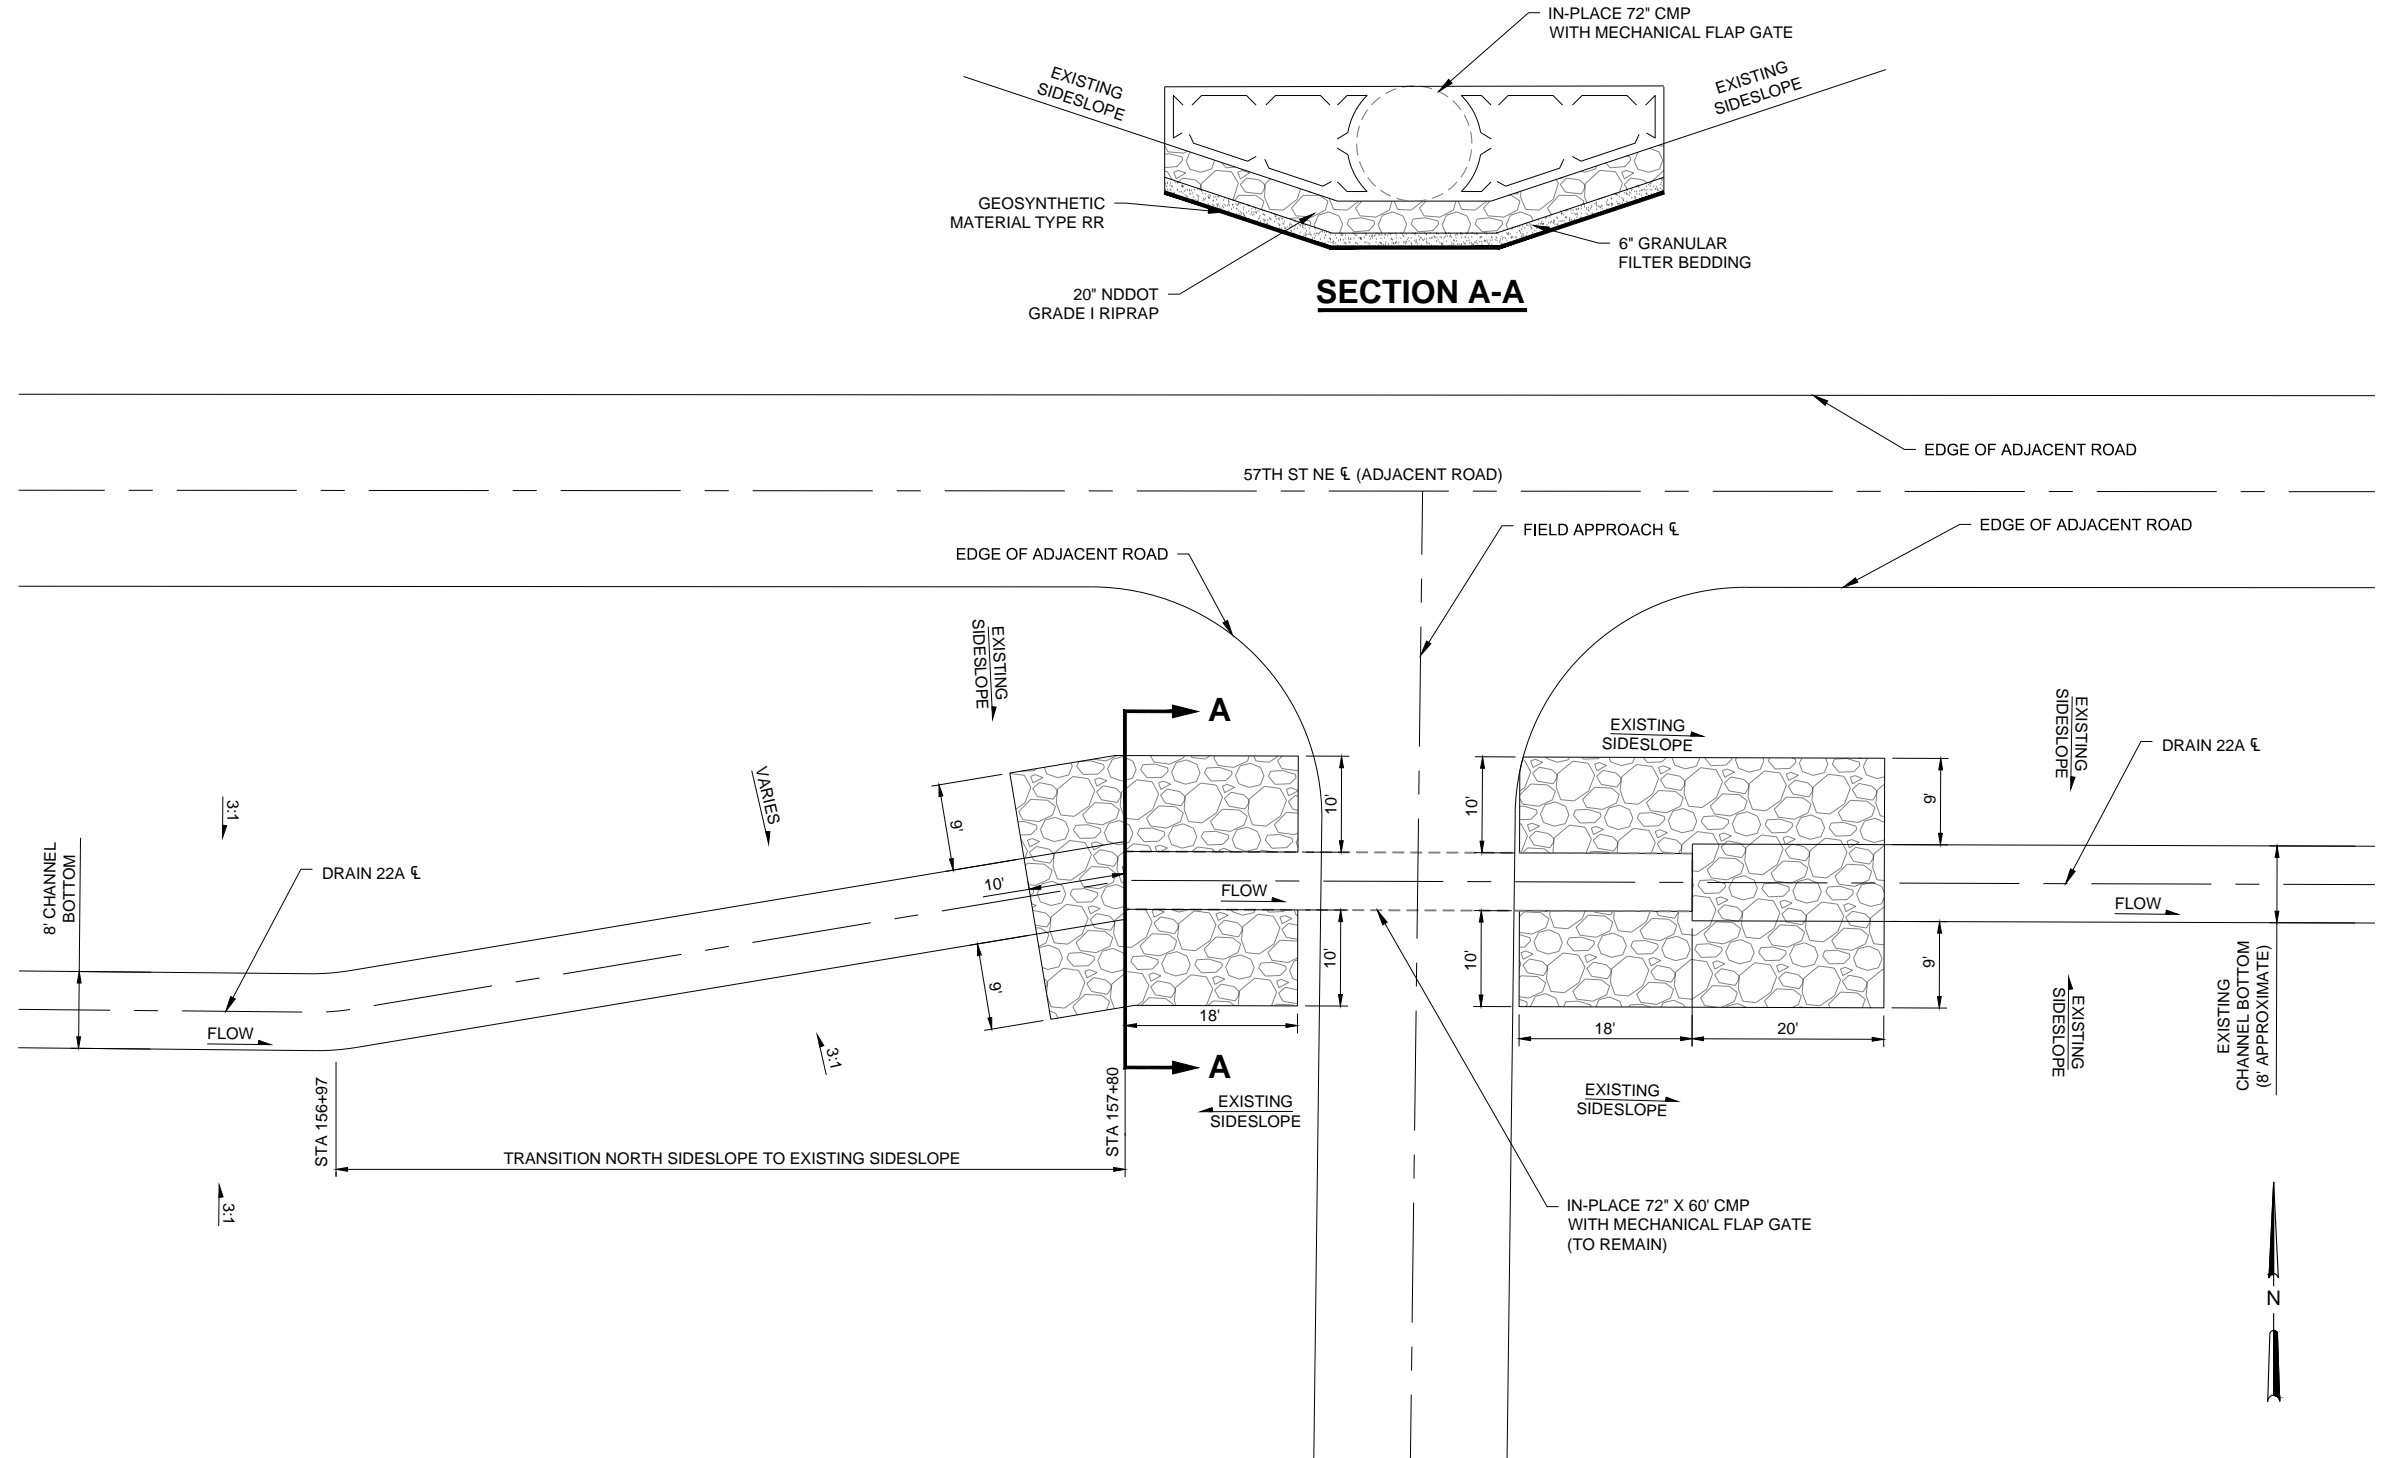 IN-PLACE 72" CMP
WITH MECHANICAL FLAP GATE
EXISTING
SIDESLOPE
EXISTING
SIDESLOPE
GEOSYNTHETIC
MATERIAL TYPE RR
6" GRANULAR
FILTER BEDDING
20" NDDOT
GRADE I RIPRAP
SECTION A-A
EDGE OF ADJACENT ROAD
57TH ST NE ℄ (ADJACENT ROAD)
FIELD APPROACH ℄
EDGE OF ADJACENT ROAD
EDGE OF ADJACENT ROAD
EXISTING
SIDESLOPE
A
EXISTING
SIDESLOPE
EXISTING
SIDESLOPE
DRAIN 22A ℄
VARIES
3:1
9'
10'
10'
9'
8' CHANNEL
BOTTOM
DRAIN 22A ℄
10'
FLOW
FLOW
9'
10'
10'
9'
FLOW
18'
18'
20'
3:1
A
EXISTING
SIDESLOPE
EXISTING
SIDESLOPE
EXISTING
SIDESLOPE
EXISTING
CHANNEL BOTTOM
(8' APPROXIMATE)
STA 156+97
STA 157+80
TRANSITION NORTH SIDESLOPE TO EXISTING SIDESLOPE
3:1
IN-PLACE 72" X 60' CMP
WITH MECHANICAL FLAP GATE
(TO REMAIN)
N